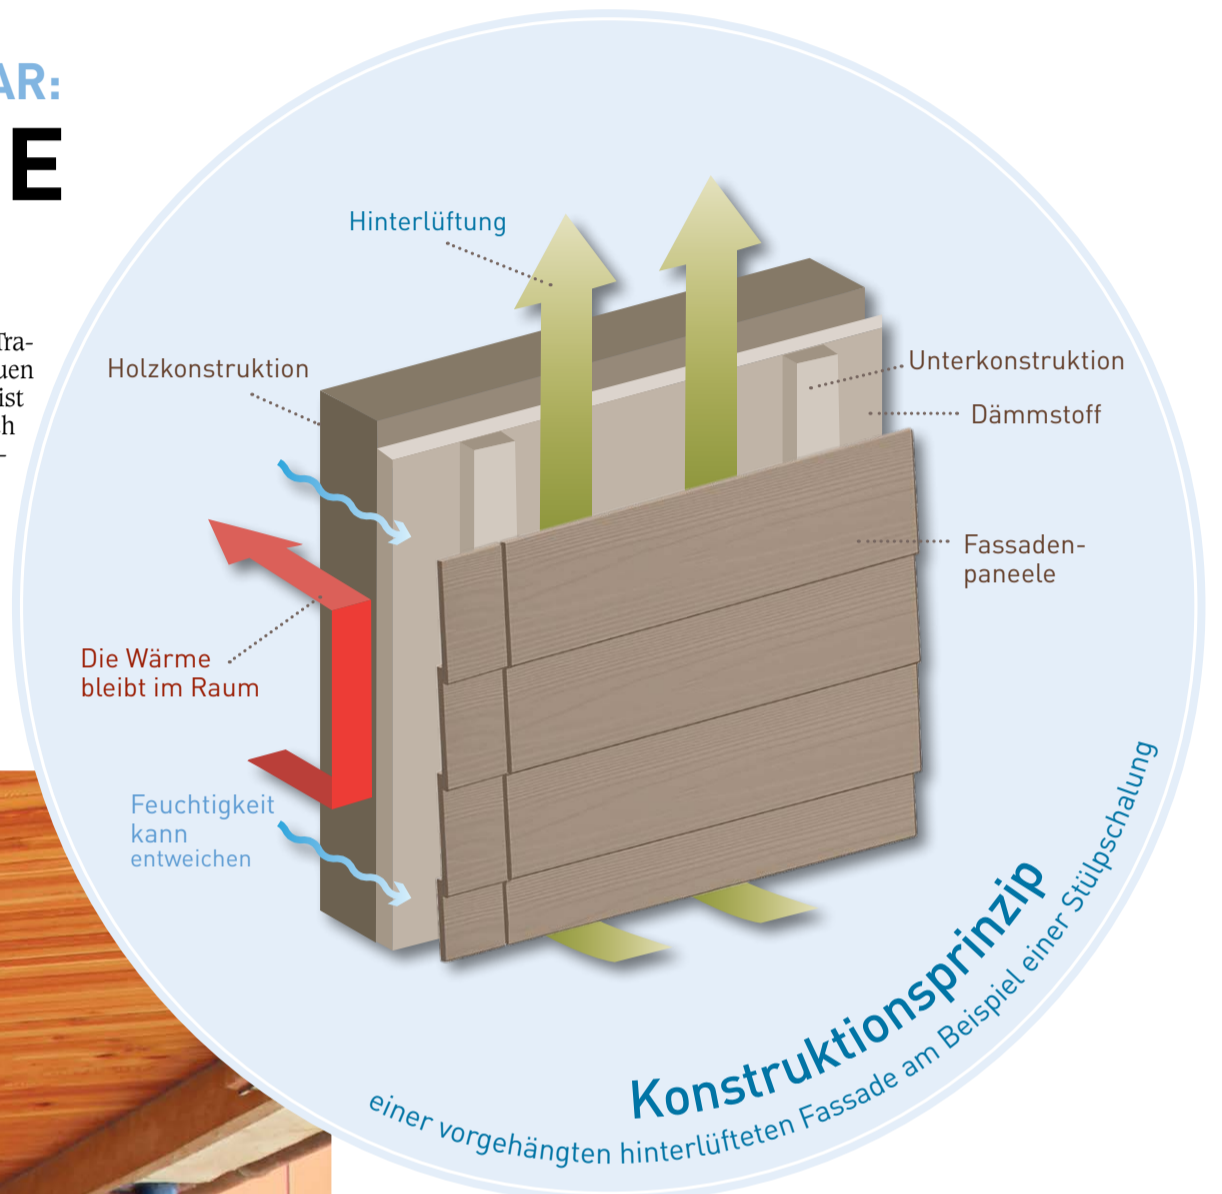 AR:
E
Tra-
uen
ist
ch
–
Hinterlüftung
Holzkonstruktion
Unterkonstruktion
Dämmstoff
Fassaden-
paneele
Die Wärme
bleibt im Raum
Feuchtigkeit
kann
entweichen
Konstruktionsprinzip
einer vorgehängten hinterlüfteten Fassade am Beispiel einer Stülpschalung